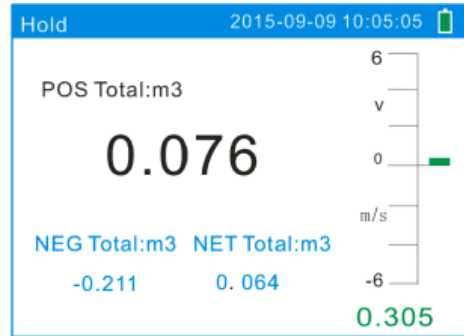 Hold 2015-09-09 10:05:05
6
POS Total:m3
v
0.076
0
m/s
NEG Total:m3 NET Total:m3
-0.211 0.064
-6
0.305